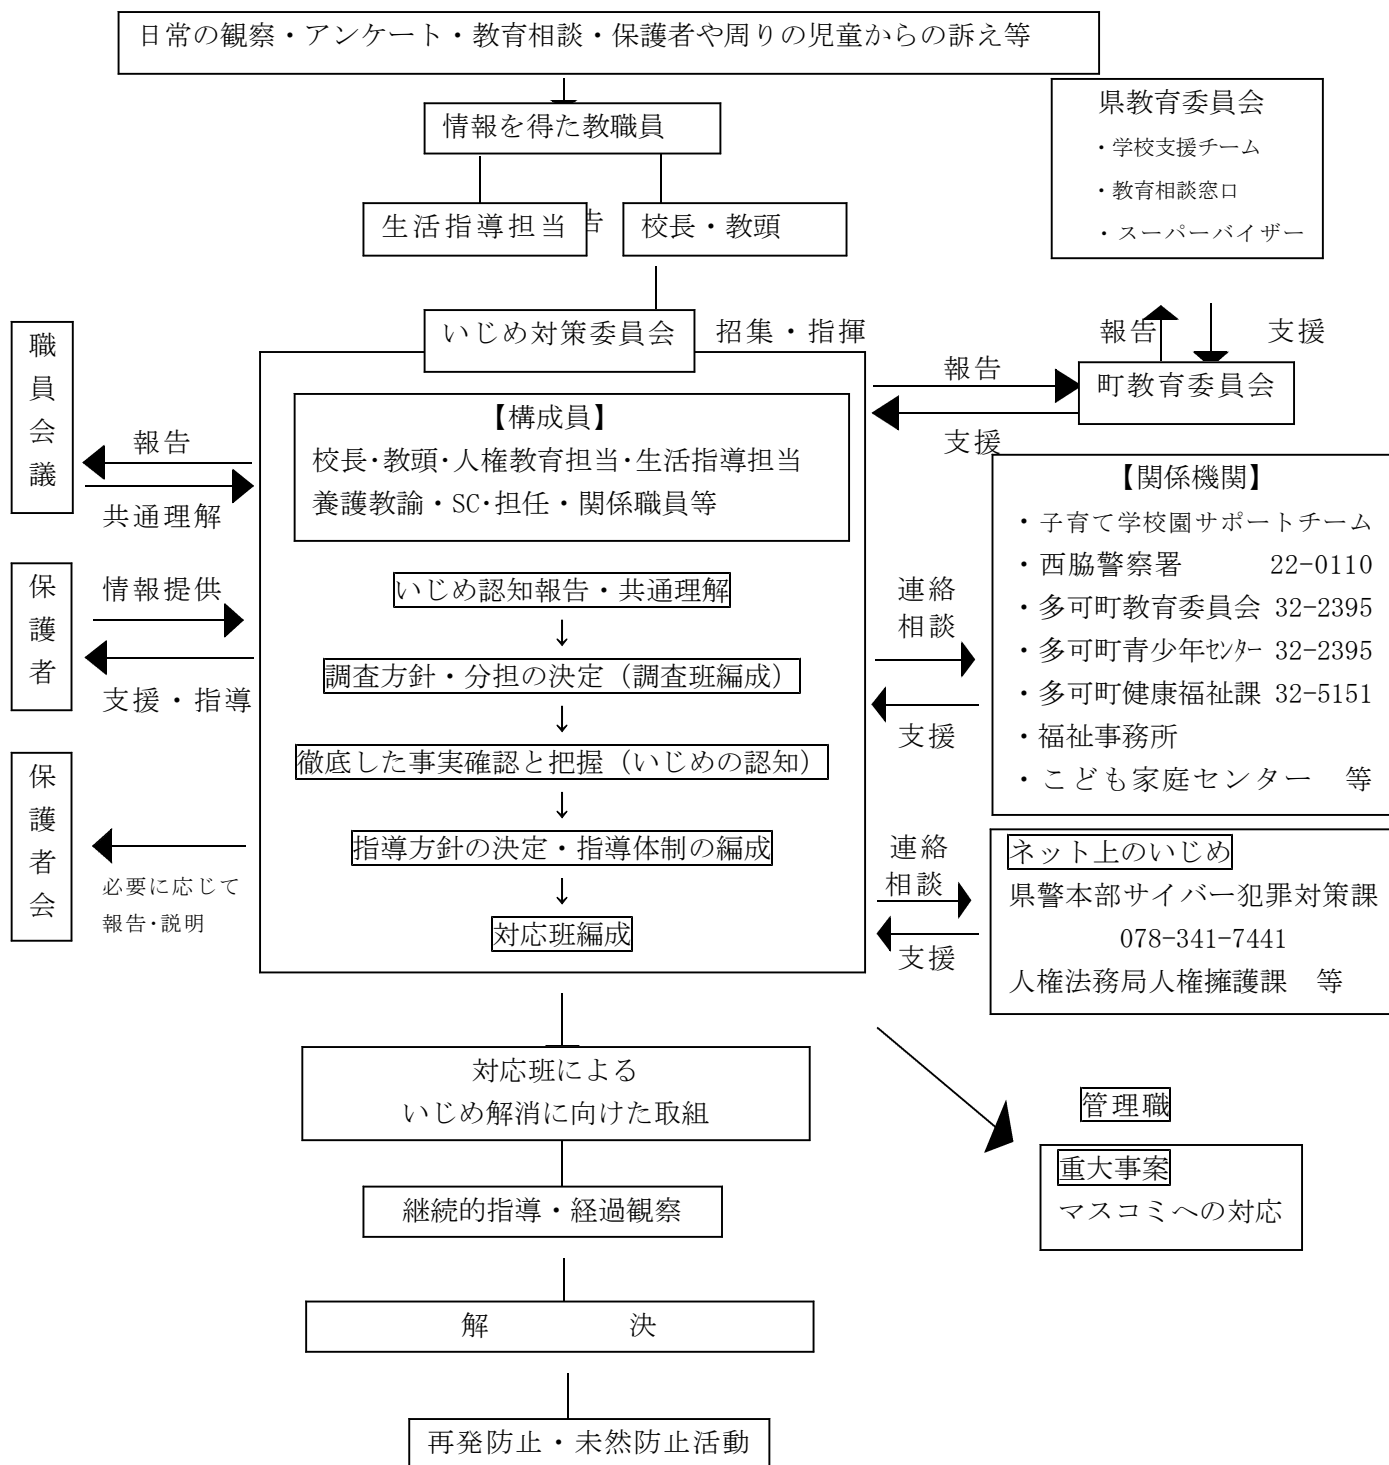 日常の観察・アンケート・教育相談・保護者や周りの児童からの訴え等
情報を得た教職員
生活指導担当
告
校長・教頭
県教育委員会
・学校支援チーム
・教育相談窓口
・スーパーバイザー
いじめ対策委員会
招集・指揮
報告
支援
報告
町教育委員会
支援
職員会議
報告
共通理解
【構成員】
校長・教頭・人権教育担当・生活指導担当
養護教諭・SC・担任・関係職員等
いじめ認知報告・共通理解
↓
調査方針・分担の決定（調査班編成）
↓
徹底した事実確認と把握（いじめの認知）
↓
指導方針の決定・指導体制の編成
↓
対応班編成
保護者
情報提供
支援・指導
保護者会
必要に応じて
報告・説明
連絡
相談
支援
【関係機関】
・子育て学校園サポートチーム
・西脇警察署 22-0110
・多可町教育委員会 32-2395
・多可町青少年ｾﾝﾀｰ 32-2395
・多可町健康福祉課 32-5151
・福祉事務所
・こども家庭センター　等
連絡
相談
支援
ネット上のいじめ
県警本部サイバー犯罪対策課
078-341-7441
人権法務局人権擁護課　等
対応班による
いじめ解消に向けた取組
管理職
重大事案
マスコミへの対応
継続的指導・経過観察
解　　　　　決
再発防止・未然防止活動